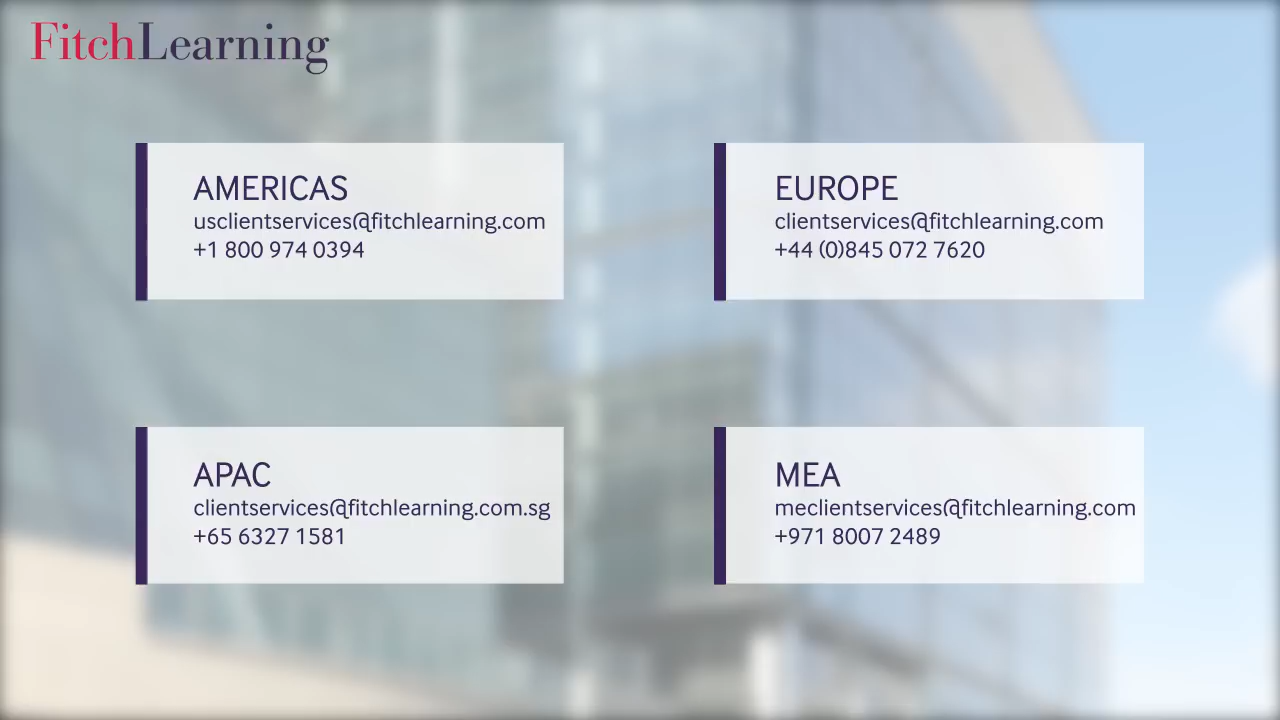 FitchLearning
AMERICAS
usclientservices@fitchlearning.com
+1 800 974 0394
EUROPE
clientservices@fitchlearning.com
+44 (0)845 072 7620
APAC
clientservices@fitchlearning.com.sg
+65 6327 1581
MEA
meclientservices@fitchlearning.com
+971 8007 2489